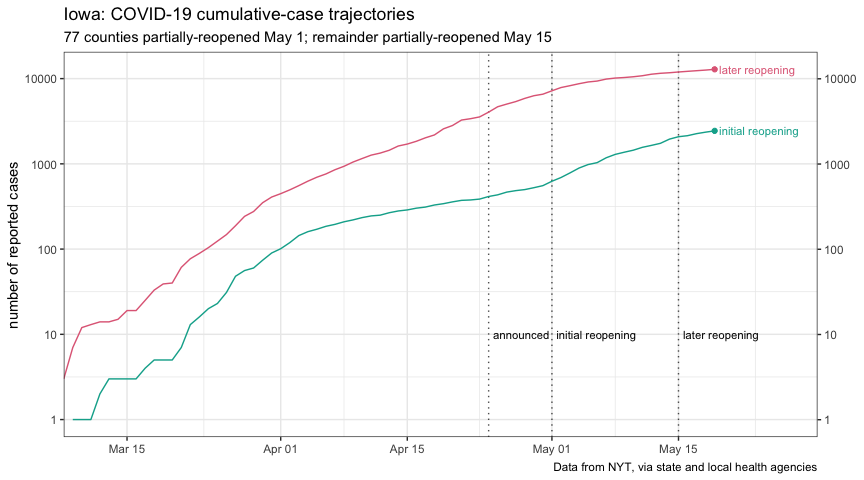 Iowa: COVID-19 cumulative-case trajectories
77 counties partially-reopened May 1; remainder partially-reopened May 15
number of reported cases
10000
1000
100
10
1
later reopening
initial reopening
announced
initial reopening
later reopening
10000
1000
100
10
1
Mar 15
Apr 01
Apr 15
May 01
May 15
Data from NYT, via state and local health agencies